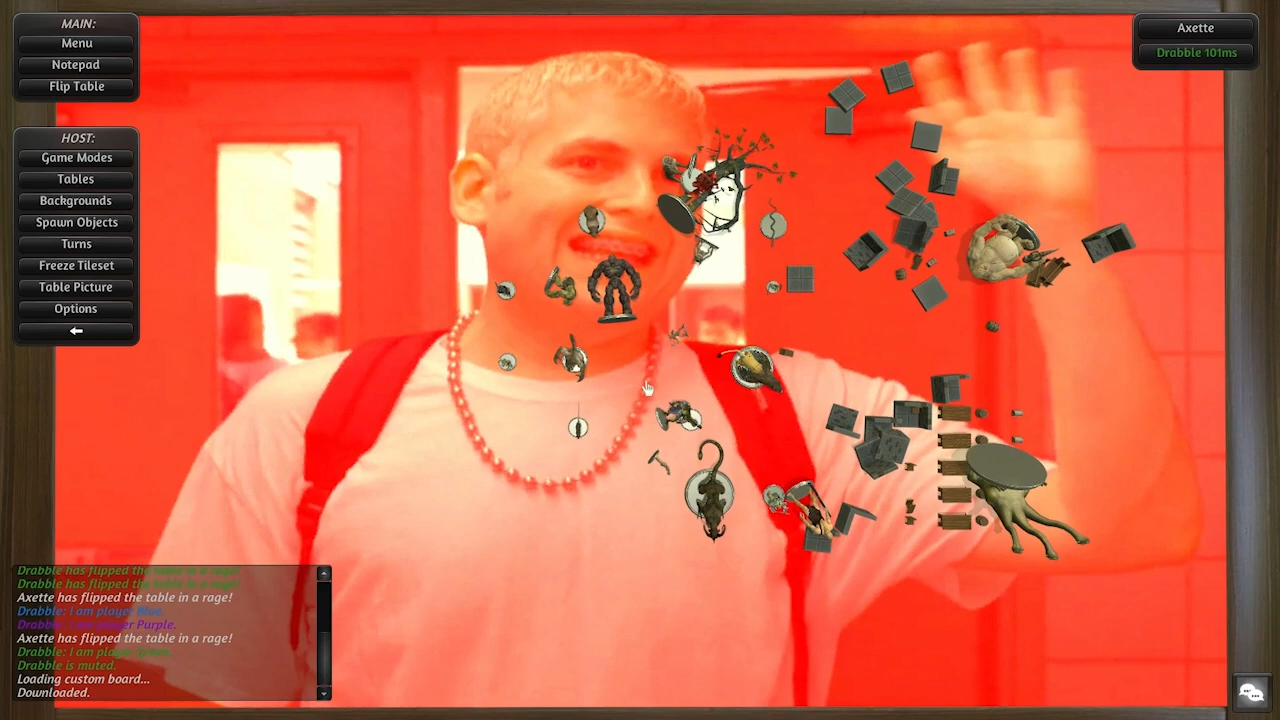 MAIN:
Menu
Notepad
Flip Table
HOST:
Game Modes
Tables
Backgrounds
Spawn Objects
Turns
Freeze Tileset
Table Picture
Options
Axette
Drabble 101ms
Drabble has flipped the table in a rage!
Drabble has flipped the table in a rage!
Axette has flipped the table in a rage!
Drabble: I am player Blue.
Drabble: I am player Purple.
Axette has flipped the table in a rage!
Drabble: I am player Green.
Drabble is muted.
Loading custom board...
Downloaded.